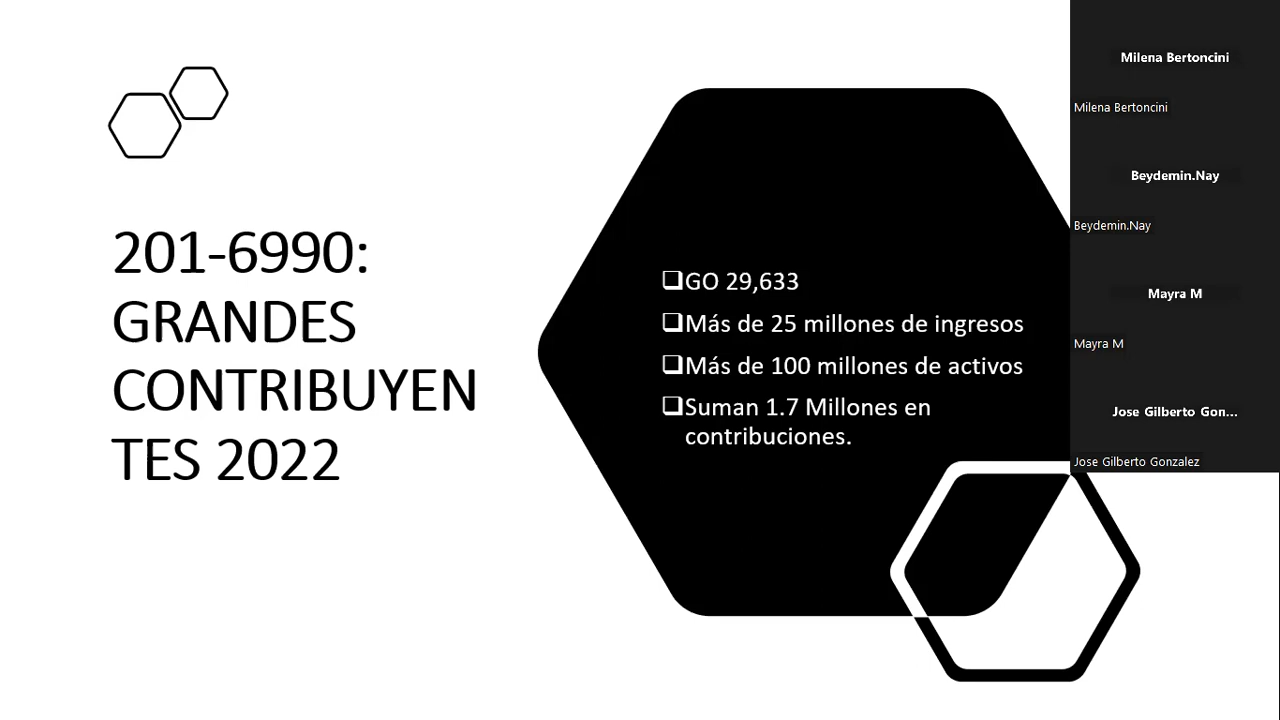 201-6990:
GRANDES
CONTRIBUYEN
TES 2022
GO 29,633
Más de 25 millones de ingresos
Más de 100 millones de activos
Suman 1.7 Millones en
contribuciones.
Milena Bertoncini
Milena Bertoncini
Beydemin.Nay
Beydemin.Nay
Mayra M
Mayra M
Jose Gilberto Gon...
Jose Gilberto Gonzalez